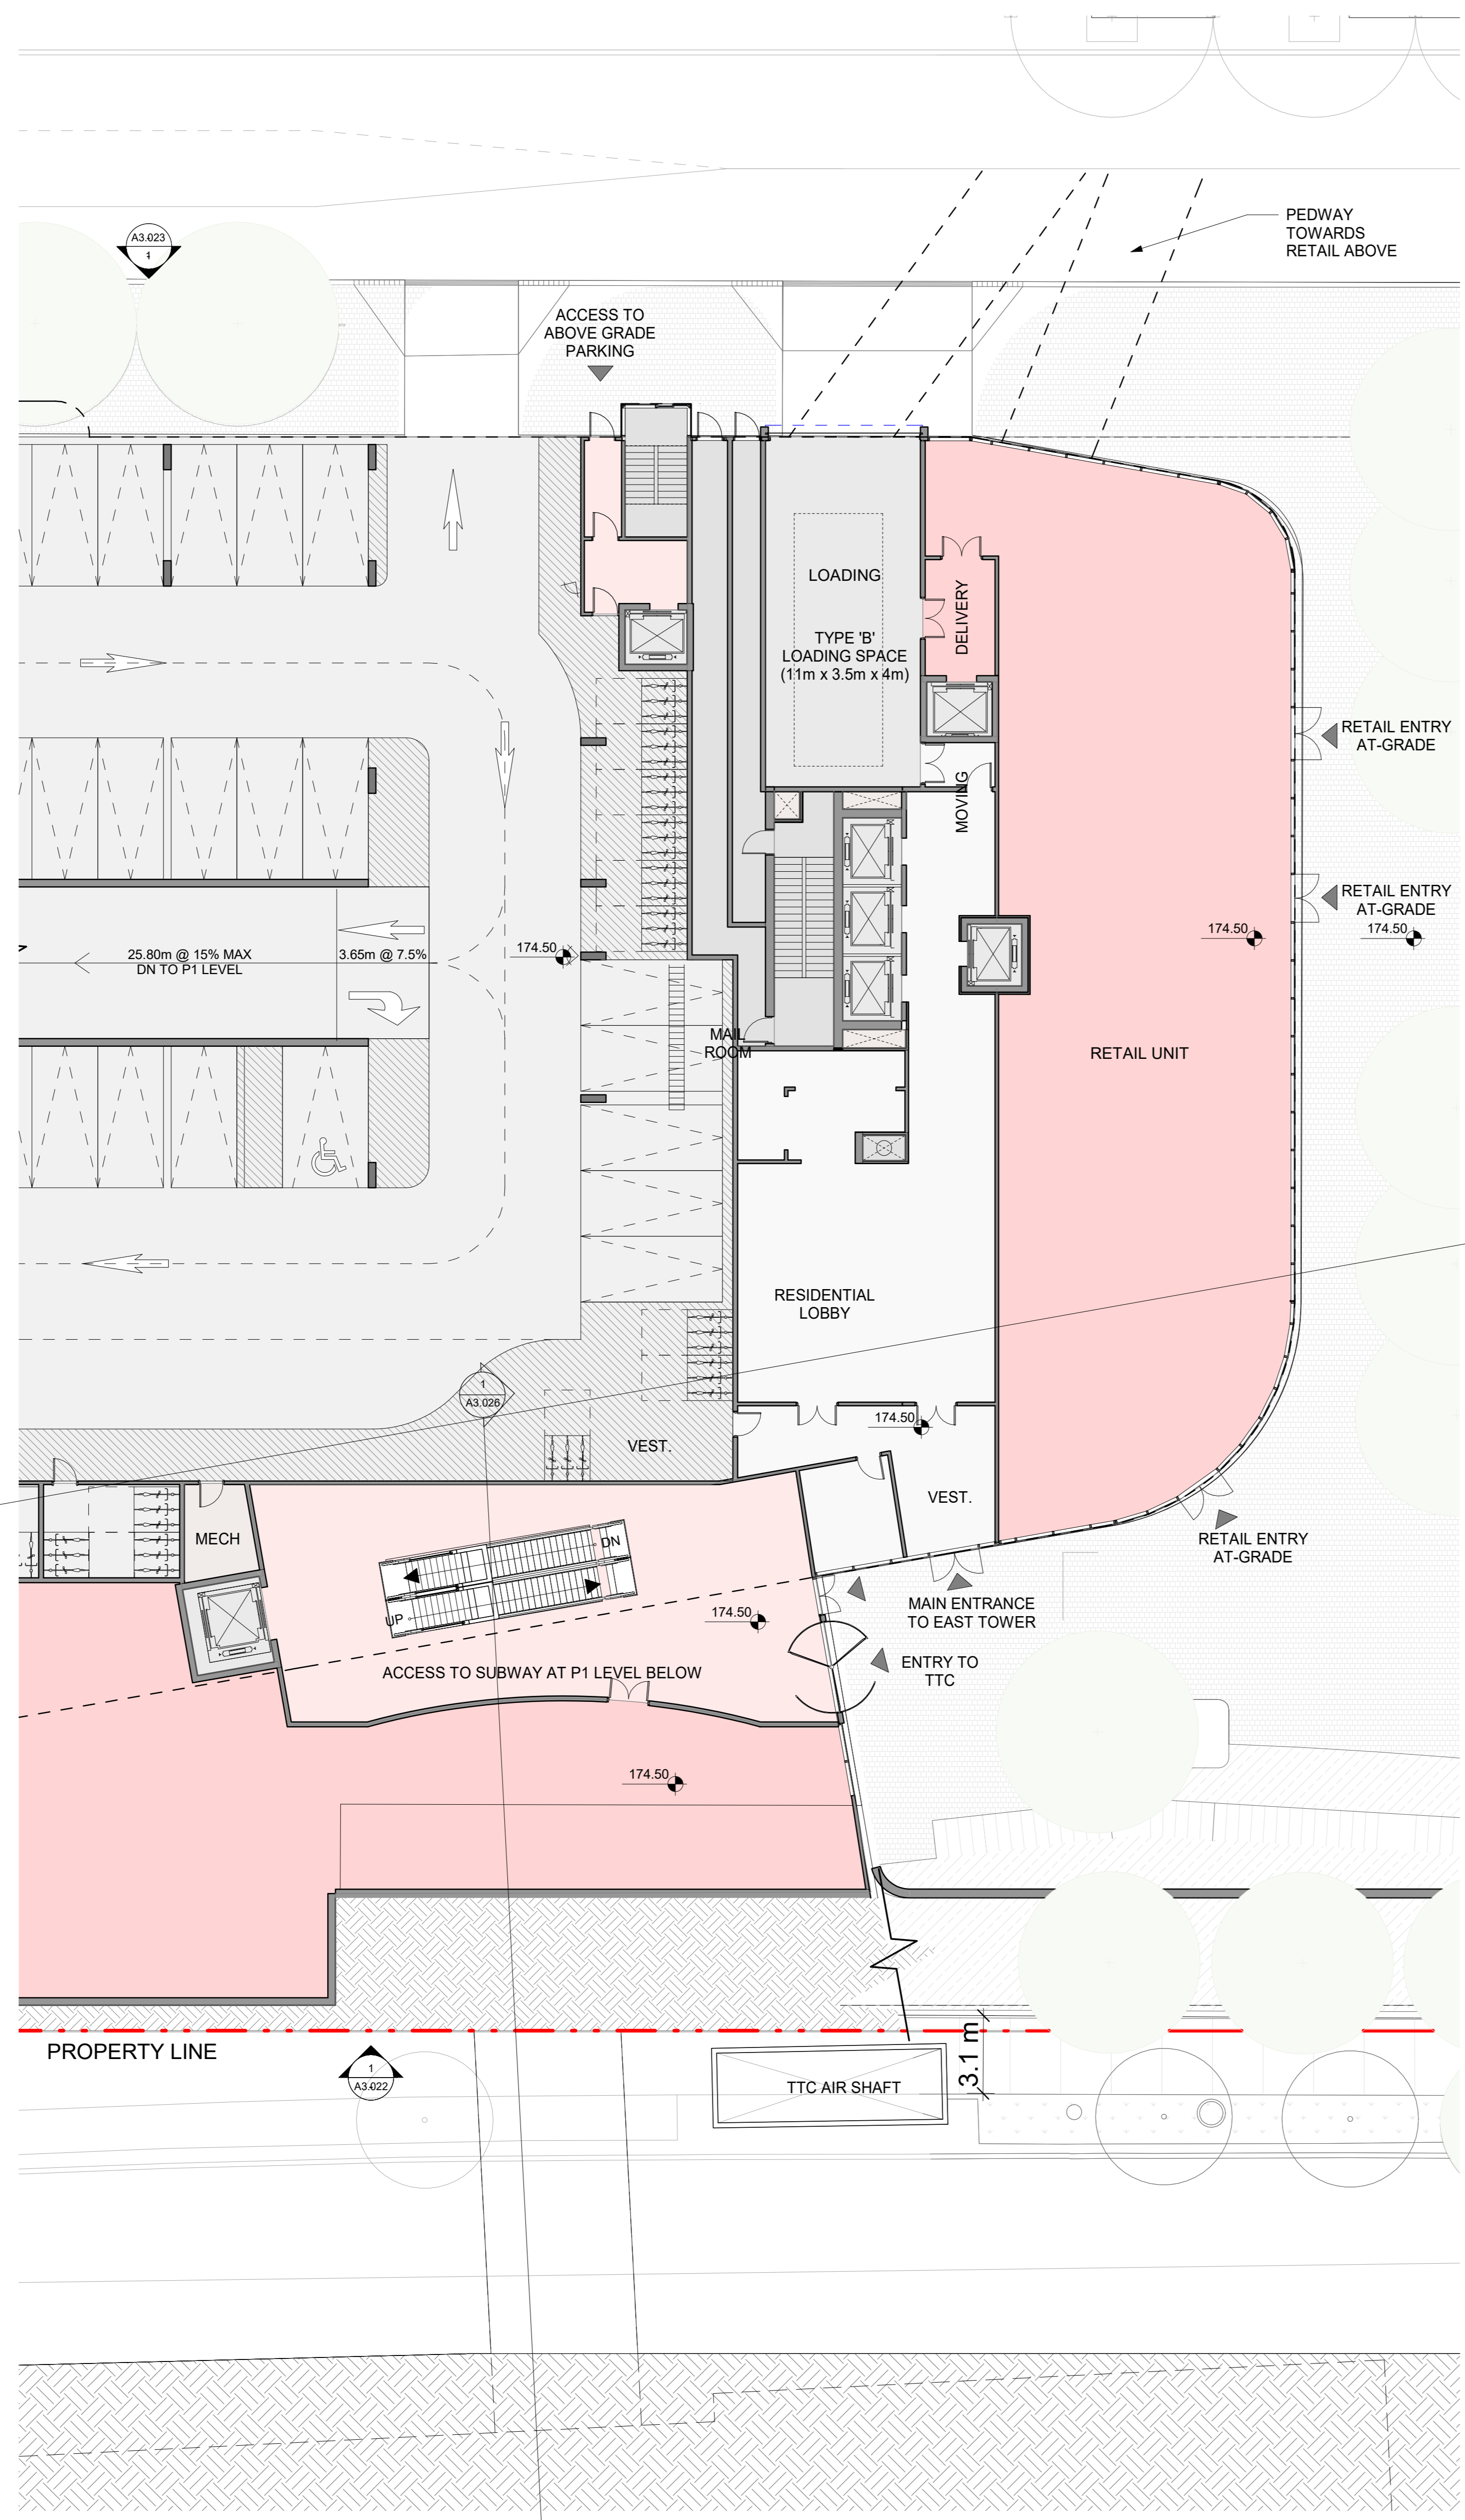 PEDWAY
TOWARDS
RETAIL ABOVE
A3.023
1
ACCESS TO
ABOVE GRADE
PARKING
LOADING
DELIVERY
TYPE 'B'
LOADING SPACE
(11m x 3.5m x 4m)
RETAIL ENTRY
AT-GRADE
MOVING
RETAIL ENTRY
AT-GRADE
174.50
174.50
174.50
25.80m @ 15% MAX
DN TO P1 LEVEL
3.65m @ 7.5%
MAIL
ROOM
RETAIL UNIT
RESIDENTIAL
LOBBY
1
A3.026
174.50
VEST.
VEST.
MECH
DN
UP
RETAIL ENTRY
AT-GRADE
MAIN ENTRANCE
TO EAST TOWER
174.50
ENTRY TO
TTC
ACCESS TO SUBWAY AT P1 LEVEL BELOW
174.50
PROPERTY LINE
1
A3.022
TTC AIR SHAFT
3.1 m